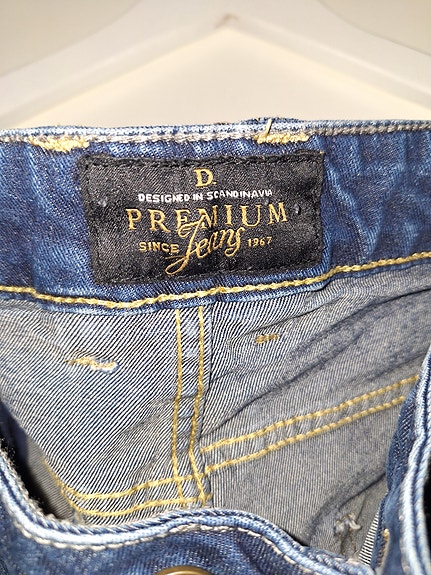 D.
DESIGNED IN SCANDINAVIA
PREMIUM
SINCE Jeans 1967